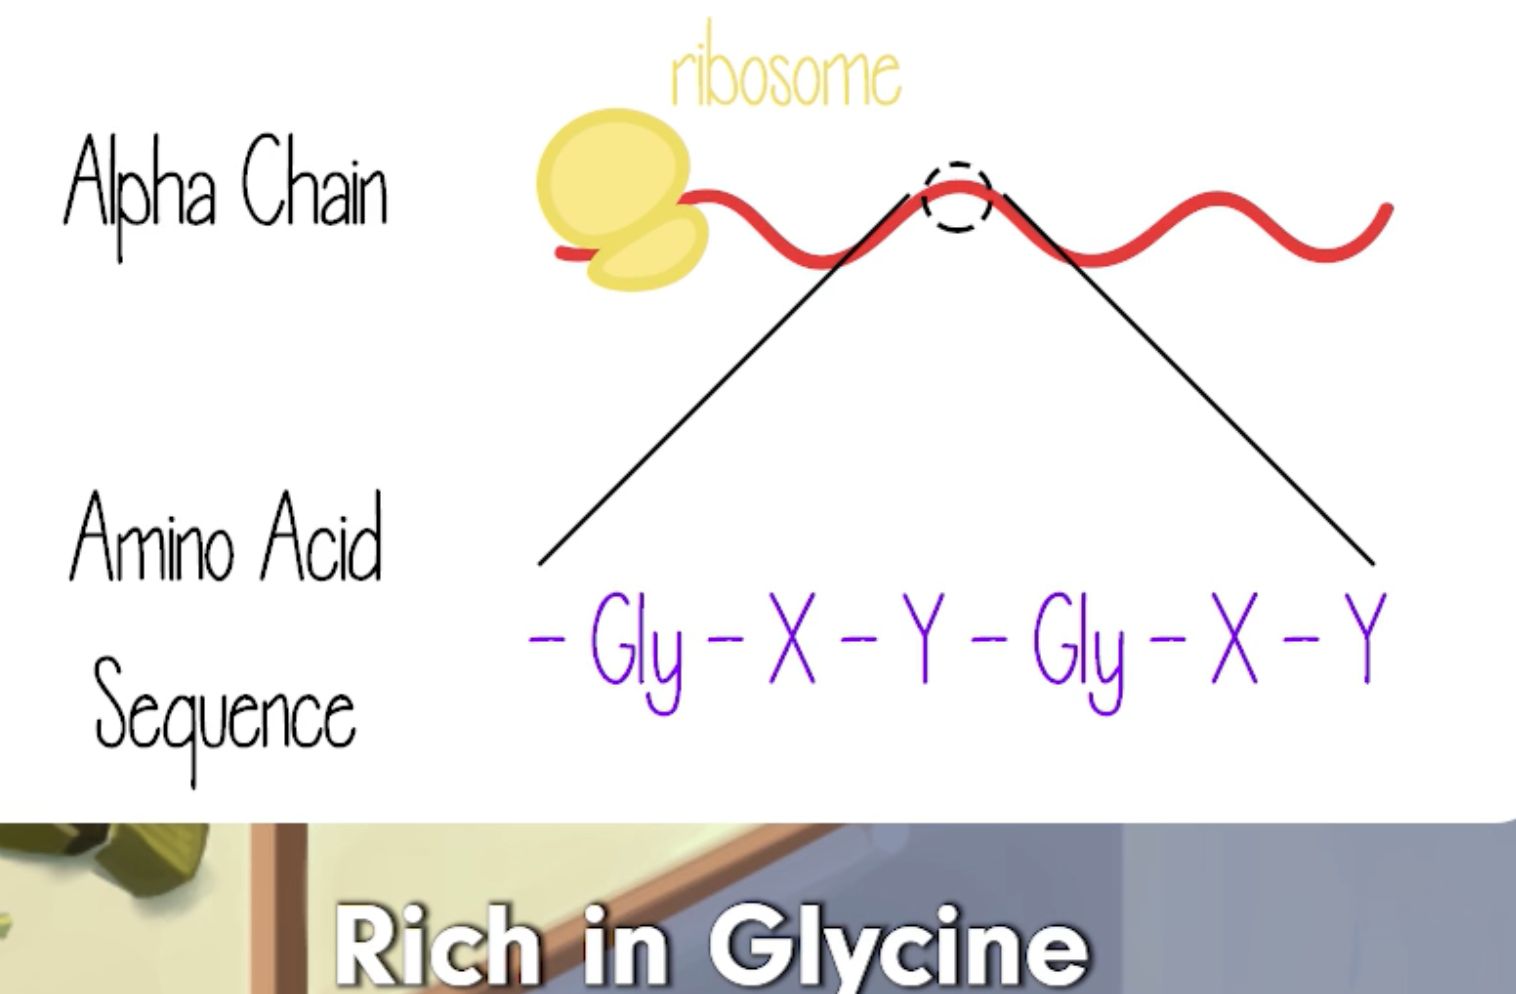 ribosome
Alpha Chain
Amino Acid
Sequence
- Gly - X - Y - Gly - X - Y
Rich in Glycine